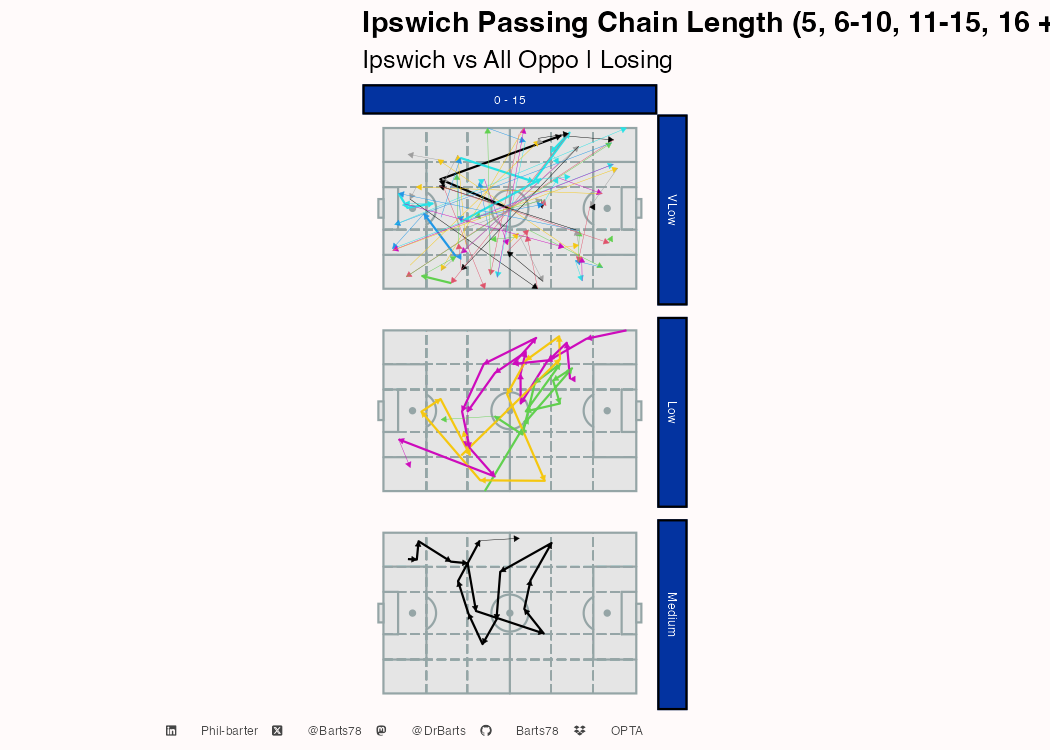 Ipswich Passing Chain Length (5, 6-10, 11-15, 16 +
Ipswich vs All Oppo | Losing
0 - 15
VLow
Low
Medium
Phil-barter @Barts78 @DrBarts Barts78 OPTA